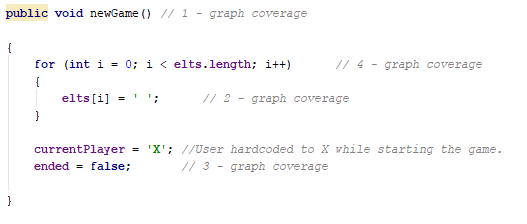 public void newGame() // 1 - graph coverage
{
for (int i = 0; i < elts.length; i++) // 4 - graph coverage
{
elts[i] = ' '; // 2 - graph coverage
}
currentPlayer = 'X'; //User hardcoded to X while starting the game.
ended = false; // 3 - graph coverage
}